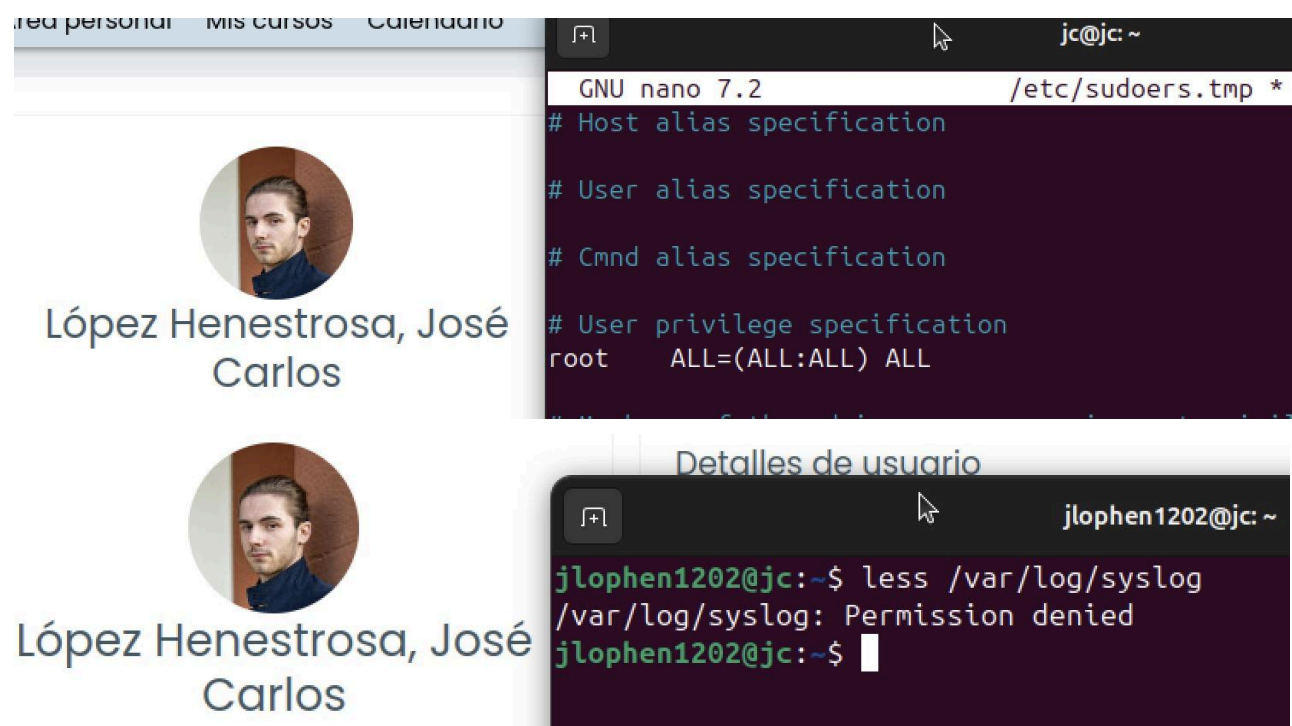 Área personal Mis cursos Calendario
jc@jc: ~
GNU nano 7.2 /etc/sudoers.tmp *
# Host alias specification
# User alias specification
# Cmnd alias specification
López Henestrosa, José
Carlos
# User privilege specification
root ALL=(ALL:ALL) ALL
Detalles de usuario
jlophen1202@jc: ~
jlophen1202@jc:~$ less /var/log/syslog
/var/log/syslog: Permission denied
jlophen1202@jc:~$
López Henestrosa, José
Carlos